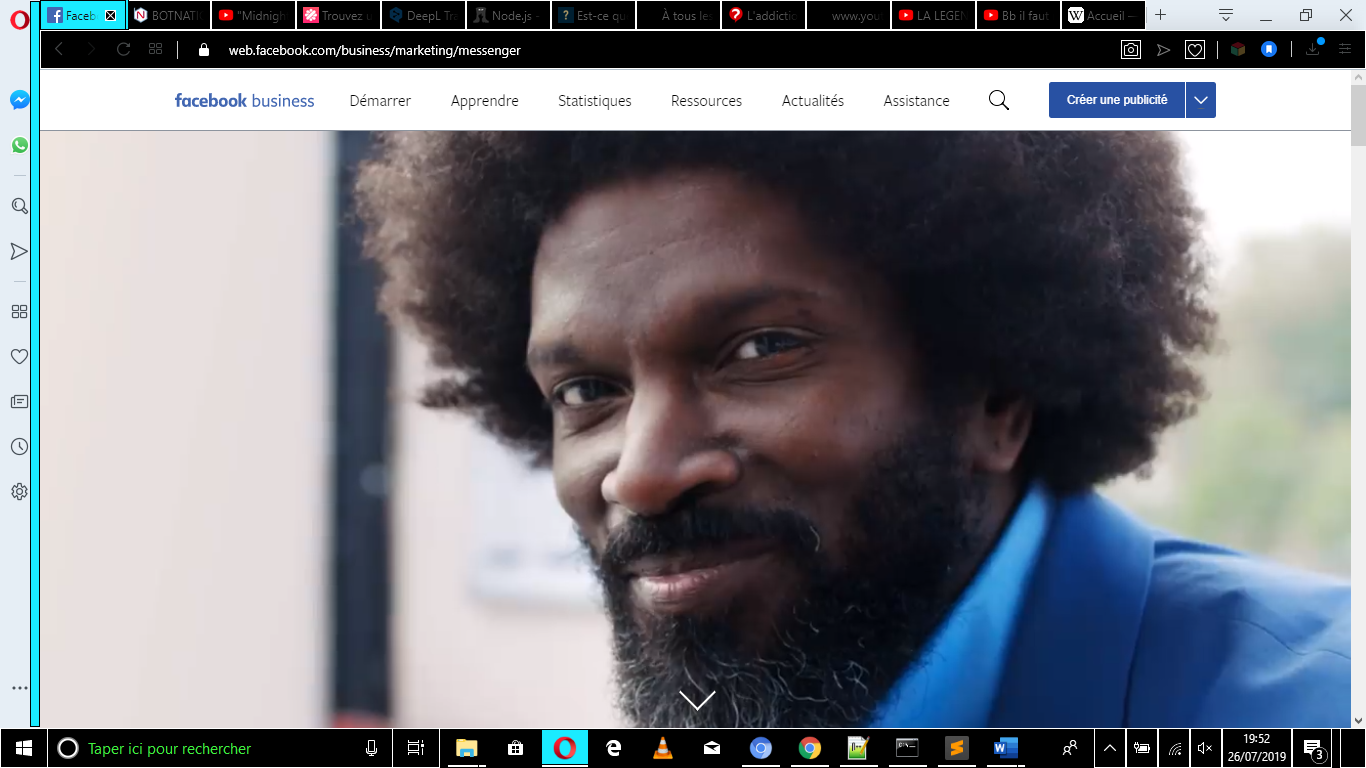 Faceb
BOTNATI
"Midnigh
Trouvez u
DeepL Tra
Node.js -
Est-ce qu
À tous les
L'addictio
www.you
LA LEGEN
Bb il faut
Accueil —
web.facebook.com/business/marketing/messenger
facebook business
Démarrer
Apprendre
Statistiques
Ressources
Actualités
Assistance
Créer une publicité
Taper ici pour rechercher
19:52
26/07/2019
3